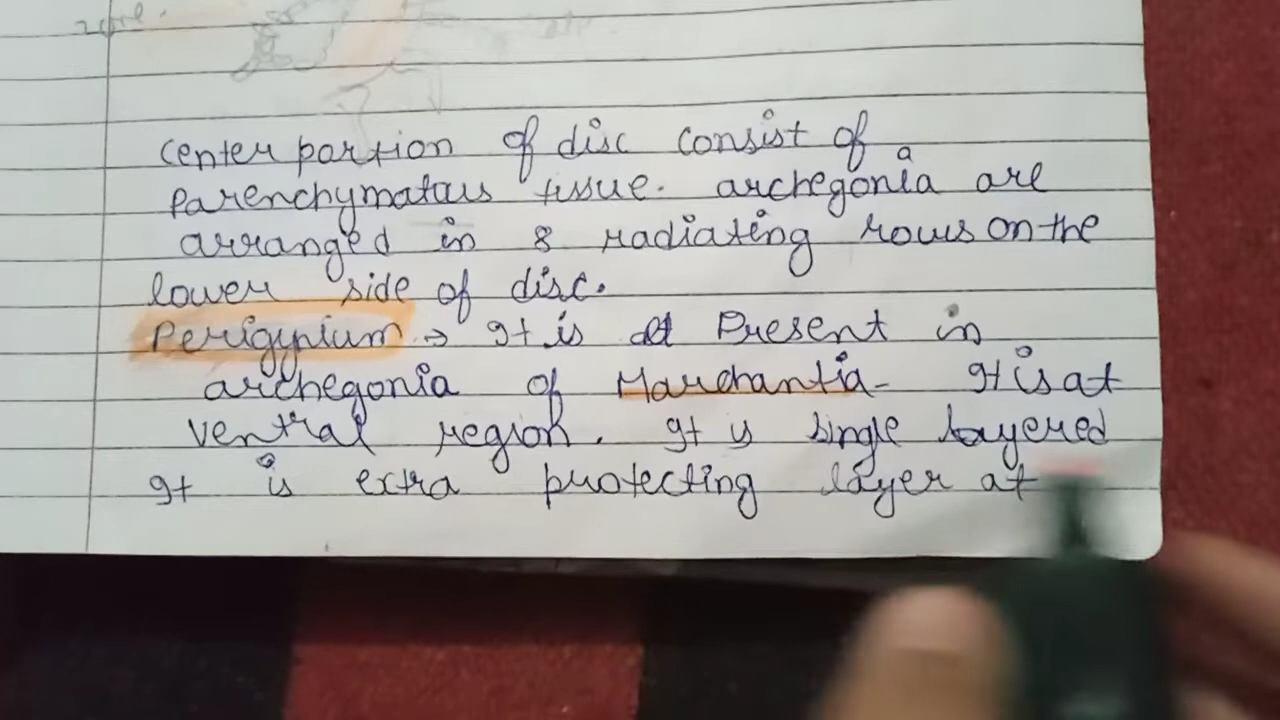 zone.
center portion of disc consist of
Parenchymatous tissue. archegonia are
arranged in 8 radiating rows on the
lower side of disc.
Perigynium → It is Present in
archegonia of Marchantia- It is at
ventral region. It is single layered
It is extra protecting layer at